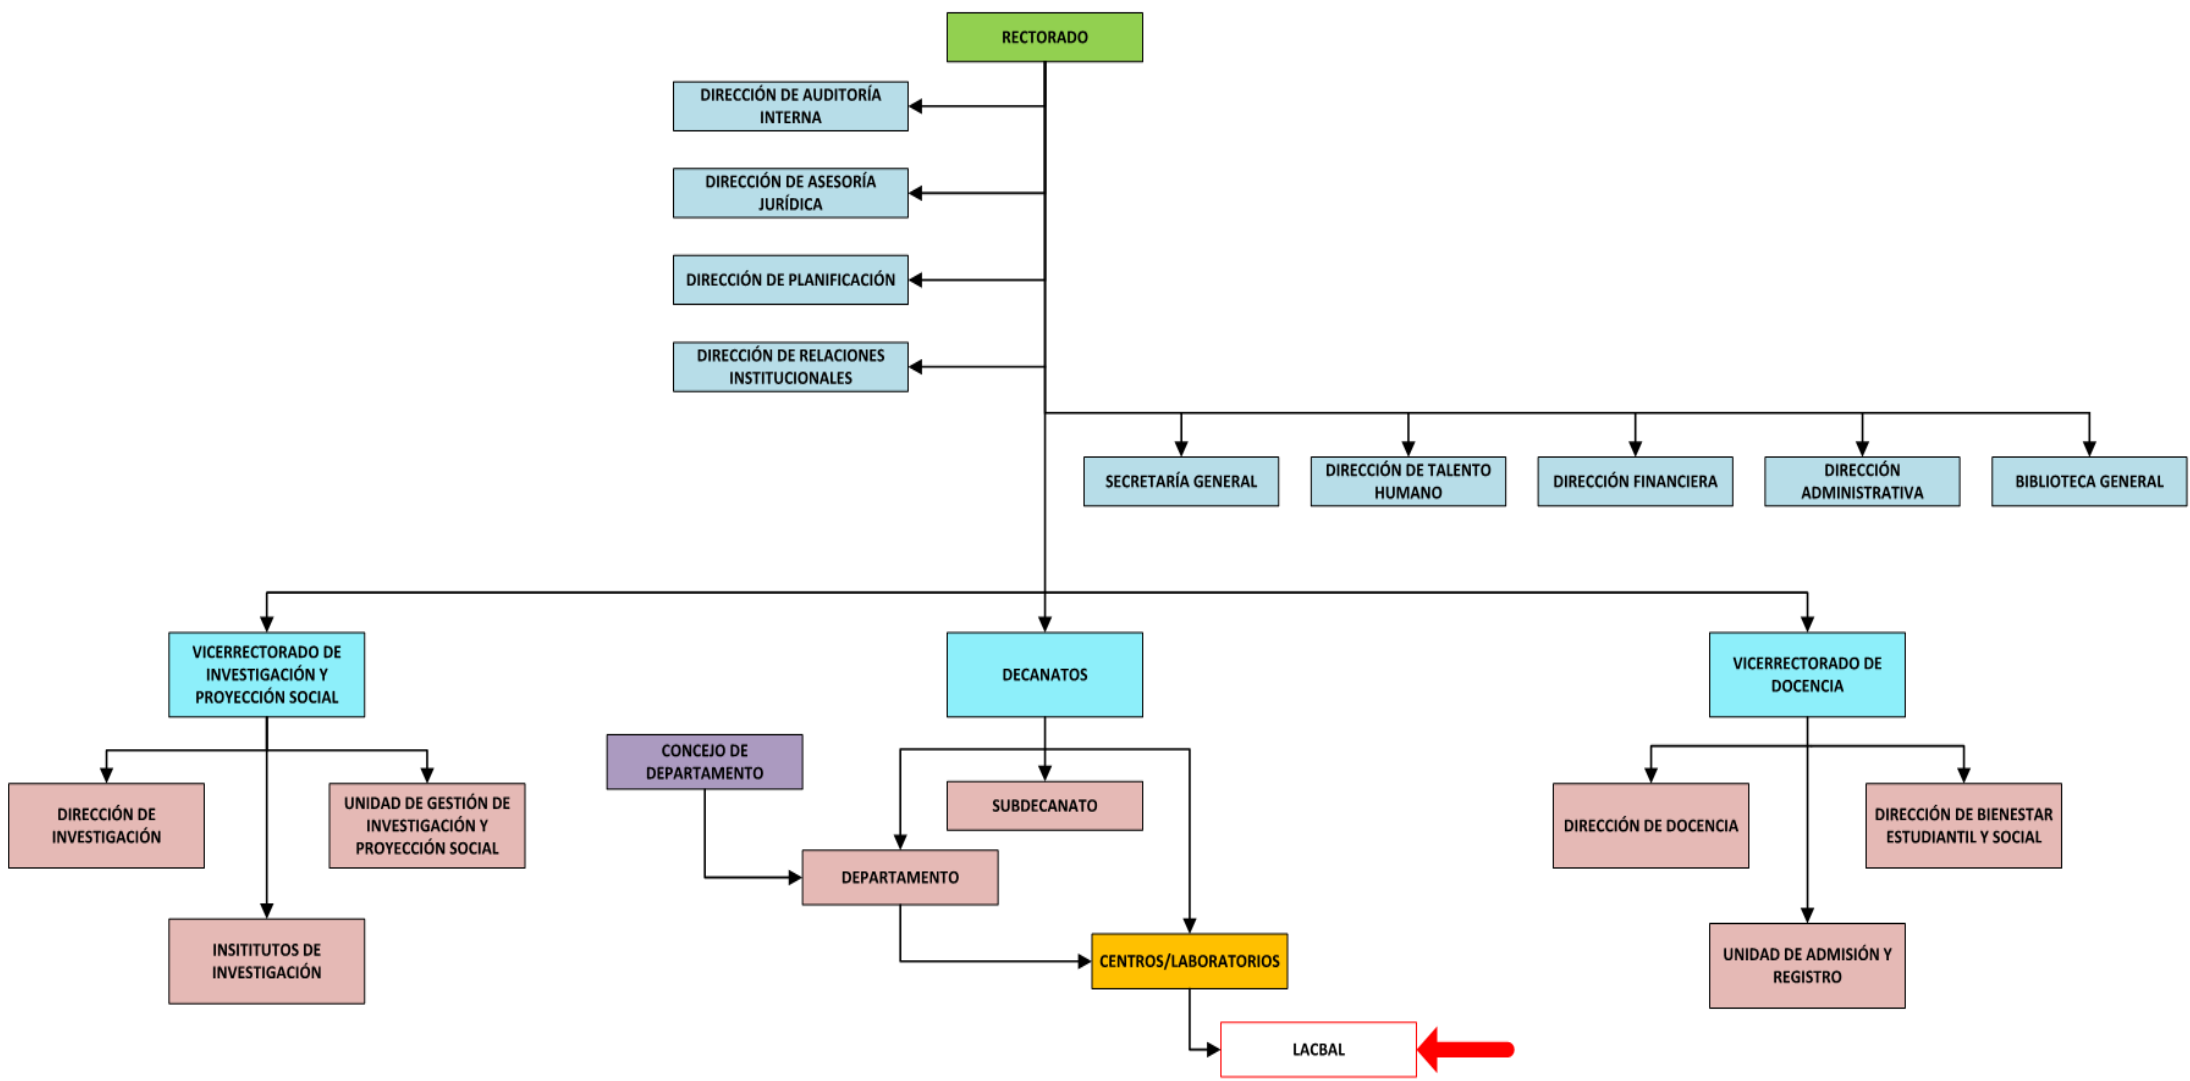 RECTORADO
DIRECCIÓN DE AUDITORÍA
INTERNA
DIRECCIÓN DE ASESORÍA
JURÍDICA
DIRECCIÓN DE PLANIFICACIÓN
DIRECCIÓN DE RELACIONES
INSTITUCIONALES
SECRETARÍA GENERAL
DIRECCIÓN DE TALENTO
HUMANO
DIRECCIÓN FINANCIERA
DIRECCIÓN
ADMINISTRATIVA
BIBLIOTECA GENERAL
VICERRECTORADO DE
INVESTIGACIÓN Y
PROYECCIÓN SOCIAL
DECANATOS
VICERRECTORADO DE
DOCENCIA
CONCEJO DE
DEPARTAMENTO
DIRECCIÓN DE
INVESTIGACIÓN
UNIDAD DE GESTIÓN DE
INVESTIGACIÓN Y
PROYECCIÓN SOCIAL
SUBDECANATO
DIRECCIÓN DE DOCENCIA
DIRECCIÓN DE BIENESTAR
ESTUDIANTIL Y SOCIAL
DEPARTAMENTO
INSITITUTOS DE
INVESTIGACIÓN
CENTROS/LABORATORIOS
UNIDAD DE ADMISIÓN Y
REGISTRO
LACBAL